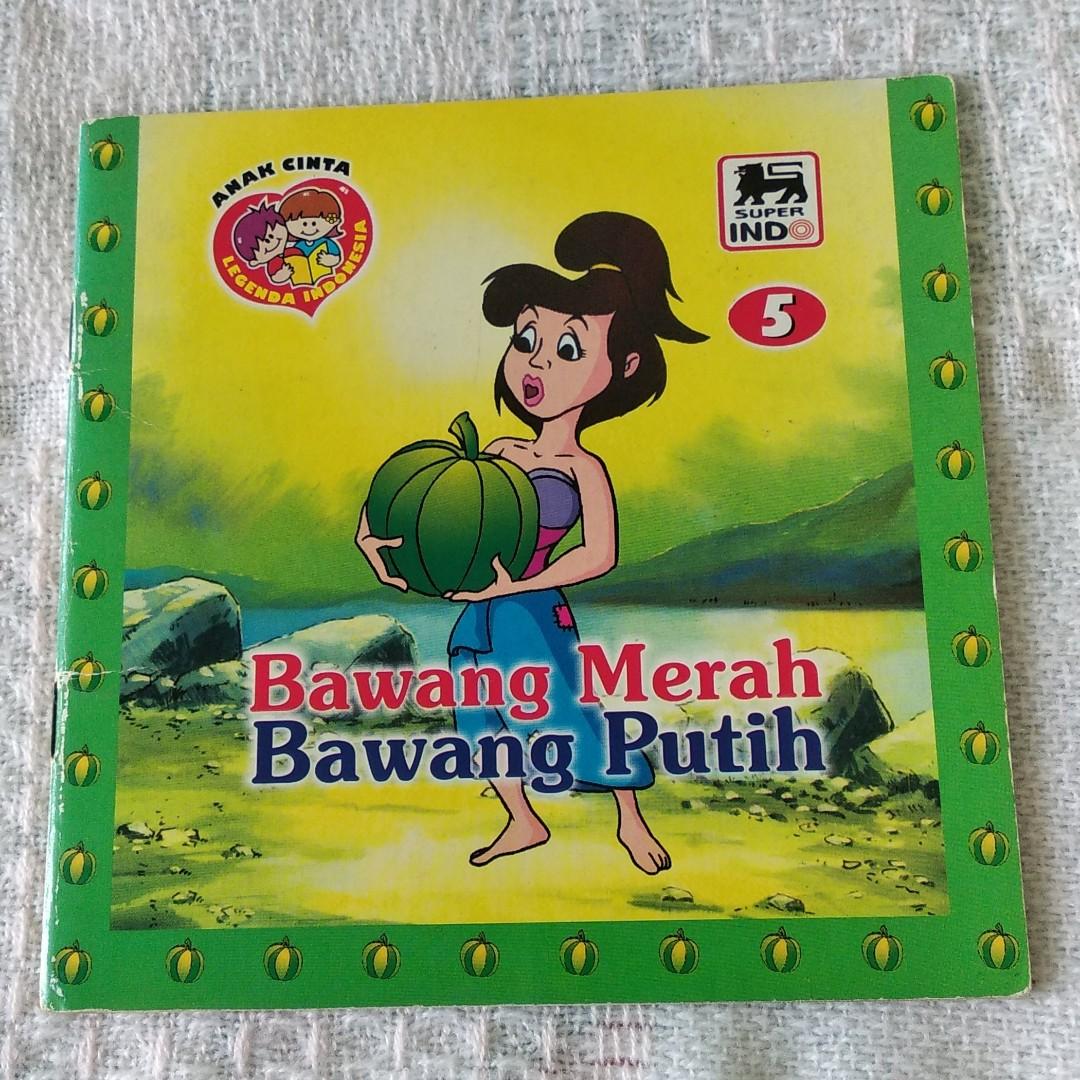 ANAK CINTA
LEGENDA INDONESIA
SUPER
INDO
5
Bawang Merah
Bawang Putih